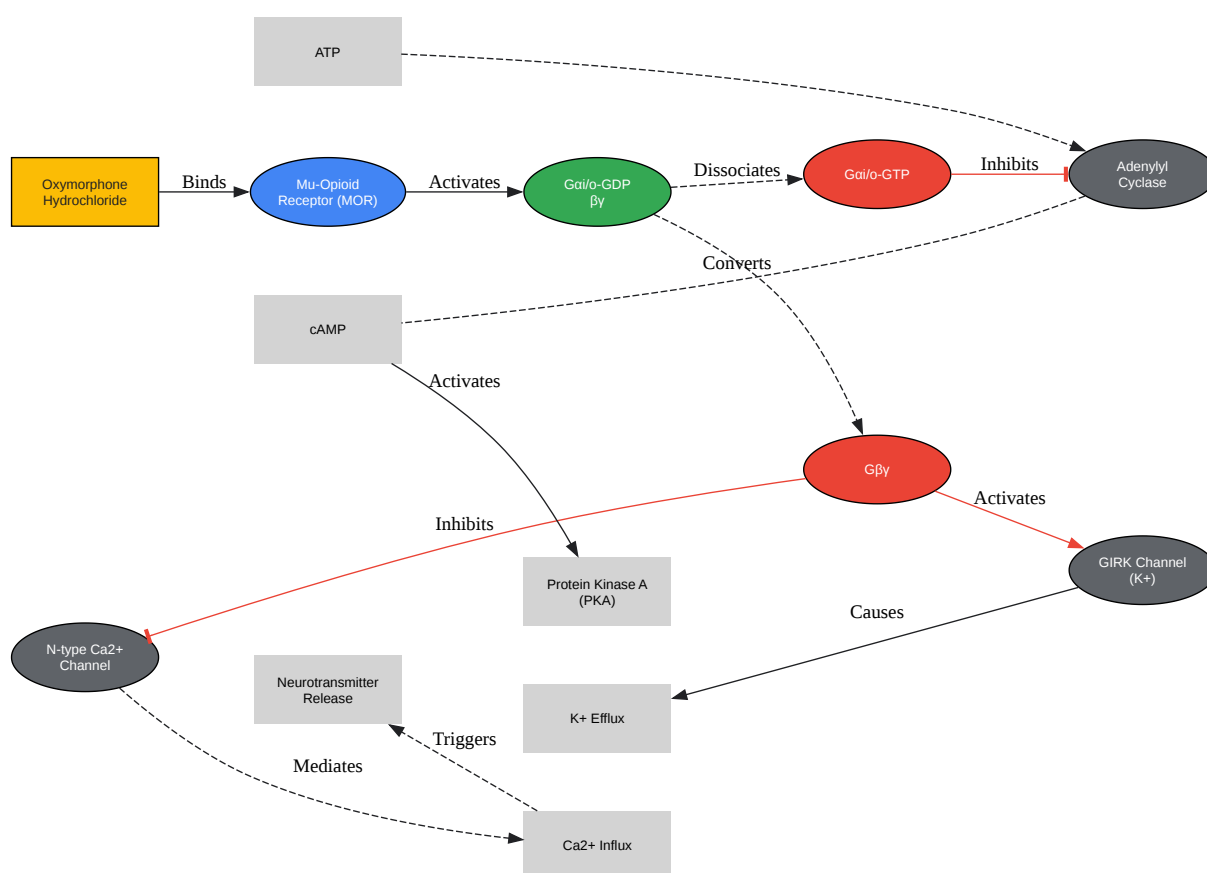 ATP
Oxymorphone
Hydrochloride
Binds
Mu-Opioid
Receptor (MOR)
Activates
Gαi/o-GDP
βγ
Dissociates
Gαi/o-GTP
Inhibits
Adenylyl
Cyclase
Converts
cAMP
Activates
Gβγ
Activates
Inhibits
GIRK Channel
(K+)
Protein Kinase A
(PKA)
Causes
N-type Ca2+
Channel
Neurotransmitter
Release
K+ Efflux
Triggers
Mediates
Ca2+ Influx